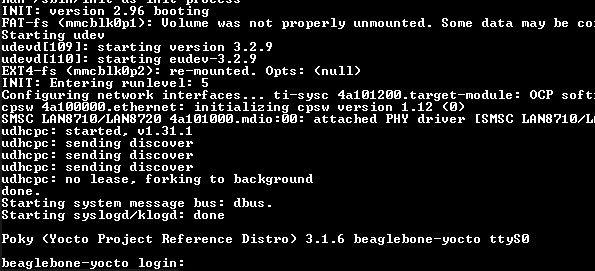 INIT: version 2.96 booting
FAT-fs (mmcblk0p1): Volume was not properly unmounted. Some data may be
Starting udev
udevd[109]: starting version 3.2.9
udevd[110]: starting eudev-3.2.9
EXT4-fs (mmcblk0p2): re-mounted. Opts: (null)
INIT: Entering runlevel: 5
Configuring network interfaces... ti-sysc 4a101200.target-module: OCP soft
cpsw 4a100000.ethernet: initializing cpsw version 1.12 (0)
SMSC LAN8710/LAN8720 4a101000.mdio:00: attached PHY driver [SMSC LAN8710/L
udhcpc: started, v1.31.1
udhcpc: sending discover
udhcpc: sending discover
udhcpc: sending discover
udhcpc: no lease, forking to background
done.
Starting system message bus: dbus.
Starting syslogd/klogd: done
Poky (Yocto Project Reference Distro) 3.1.6 beaglebone-yocto ttyS0
beaglebone-yocto login: